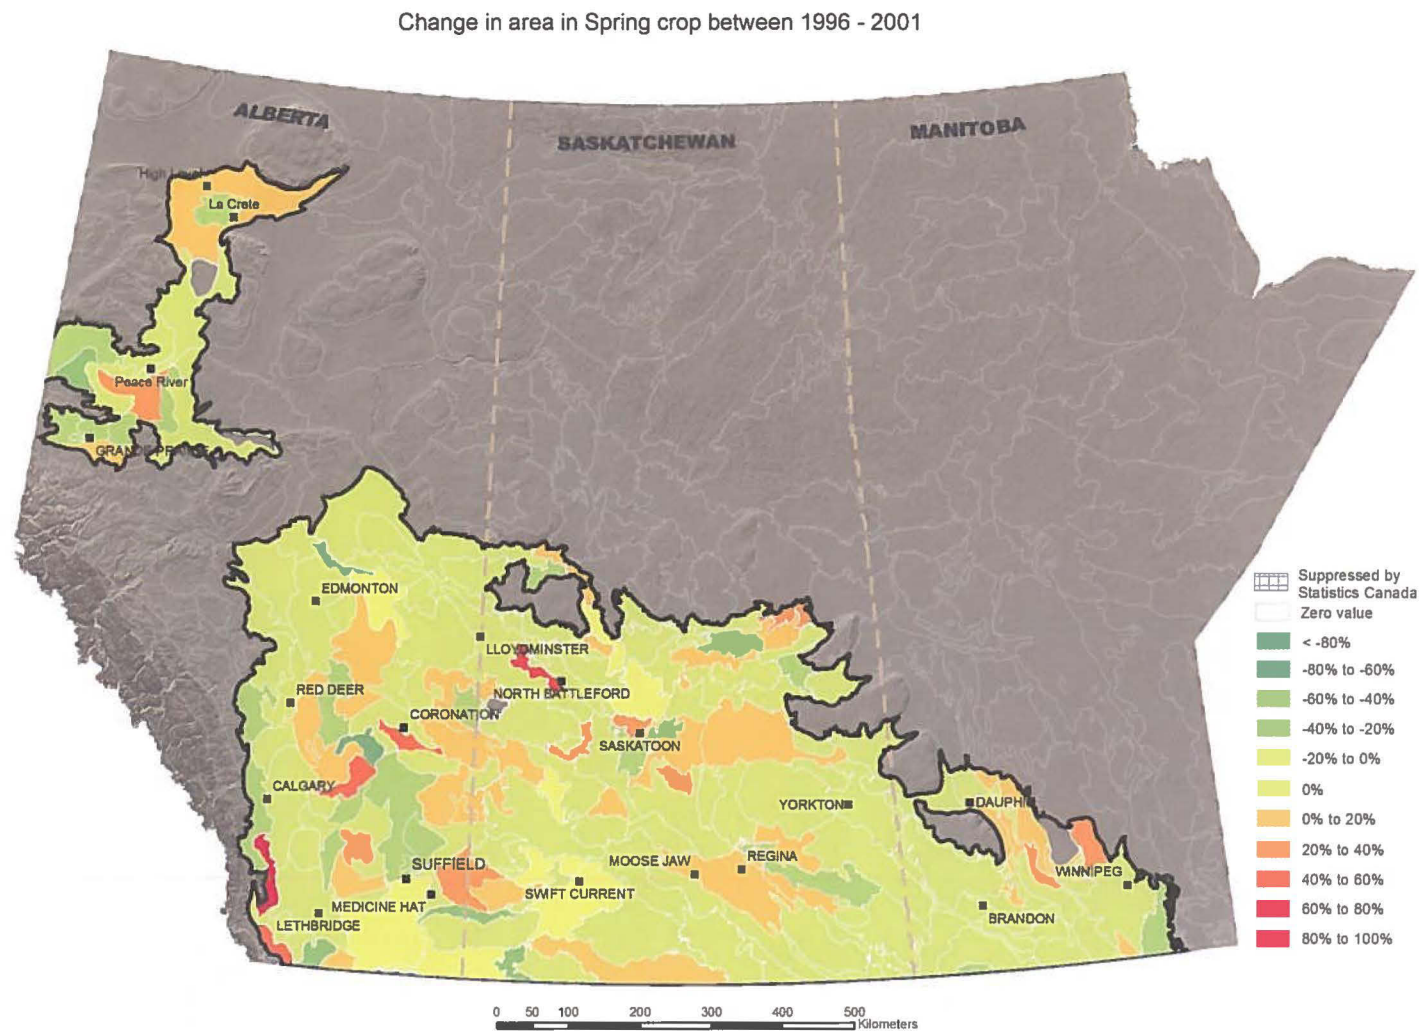 Change in area in Spring crop between 1996 - 2001
ALBERTA
SASKATCHEWAN
MANITOBA
High Level
La Crete
Peace River
GRANDE PRAIRIE
EDMONTON
LLOYDMINSTER
RED DEER
NORTH BATTLEFORD
CORONATION
SASKATOON
CALGARY
YORKTON
DAUPHIN
SUFFIELD
MOOSE JAW
REGINA
WINNIPEG
MEDICINE HAT
SWIFT CURRENT
LETHBRIDGE
BRANDON
Suppressed by
Statistics Canada
Zero value
< -80%
-80% to -60%
-60% to -40%
-40% to -20%
-20% to 0%
0%
0% to 20%
20% to 40%
40% to 60%
60% to 80%
80% to 100%
0 50 100 200 300 400 500
Kilometers